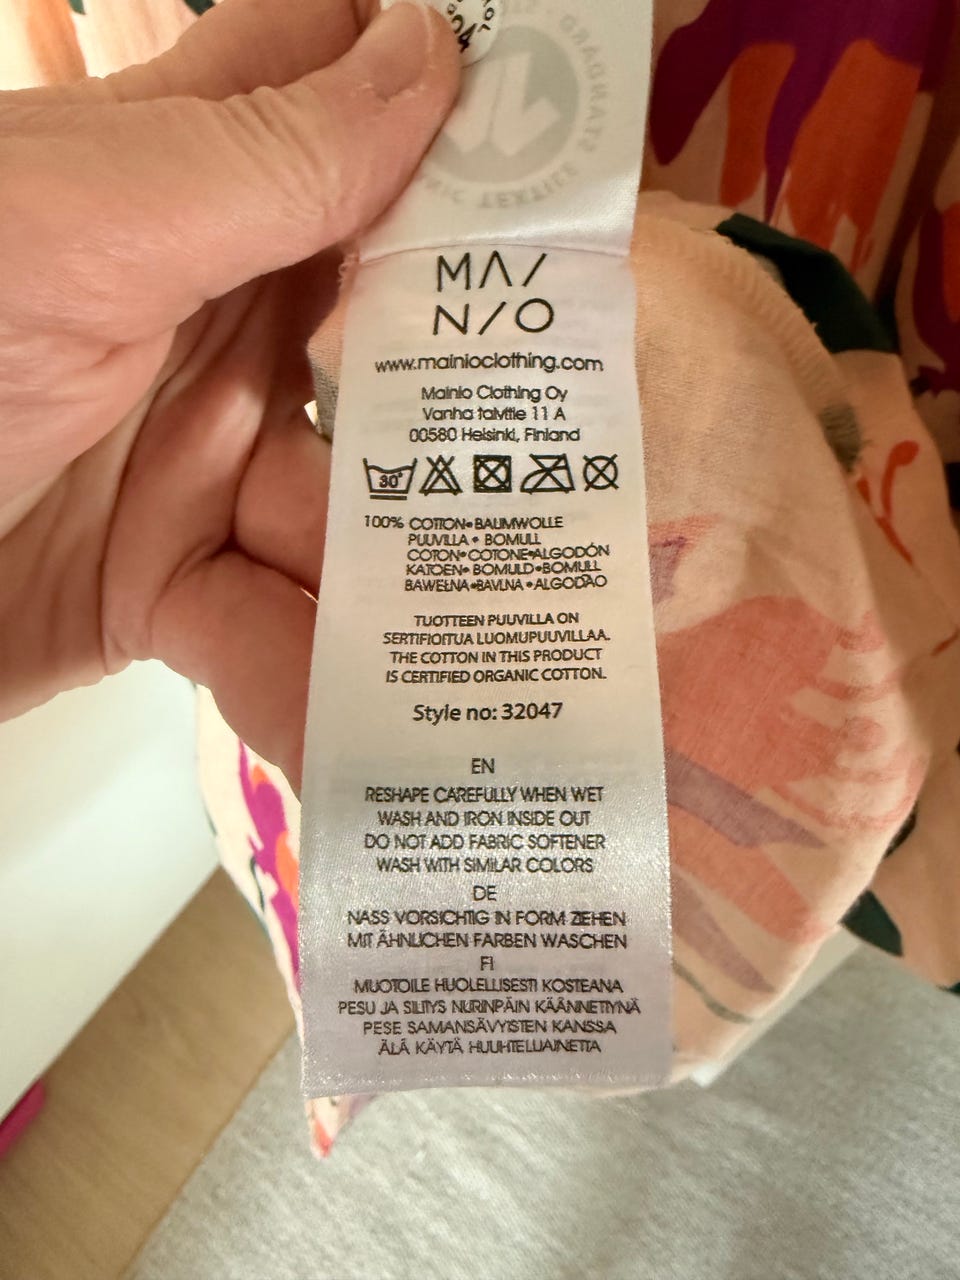 24
MAI
NIO
www.mainioclothing.com
Mainio Clothing Oy
Vanha talvitie 11 A
00580 Helsinki, Finland
30°
100% COTTON•BAUMWOLLE
PUUVILLA • BOMULL
COTON•COTONE•ALGODÓN
KATOEN• BOMULD•BOMULL
BAWEŁNA•BAVLNA •ALGODÃO
TUOTTEEN PUUVILLA ON
SERTIFIOITUA LUOMUPUUVILLAA.
THE COTTON IN THIS PRODUCT
IS CERTIFIED ORGANIC COTTON.
Style no: 32047
EN
RESHAPE CAREFULLY WHEN WET
WASH AND IRON INSIDE OUT
DO NOT ADD FABRIC SOFTENER
WASH WITH SIMILAR COLORS
DE
NASS VORSICHTIG IN FORM ZIEHEN
MIT ÄHNLICHEN FARBEN WASCHEN
FI
MUOTOILE HUOLELLISESTI KOSTEANA
PESU JA SILITYS NURINPÄIN KÄÄNNETTYNÄ
PESE SAMANSÄVYISTEN KANSSA
ÄLÄ KÄYTÄ HUUHTELUAINETTA